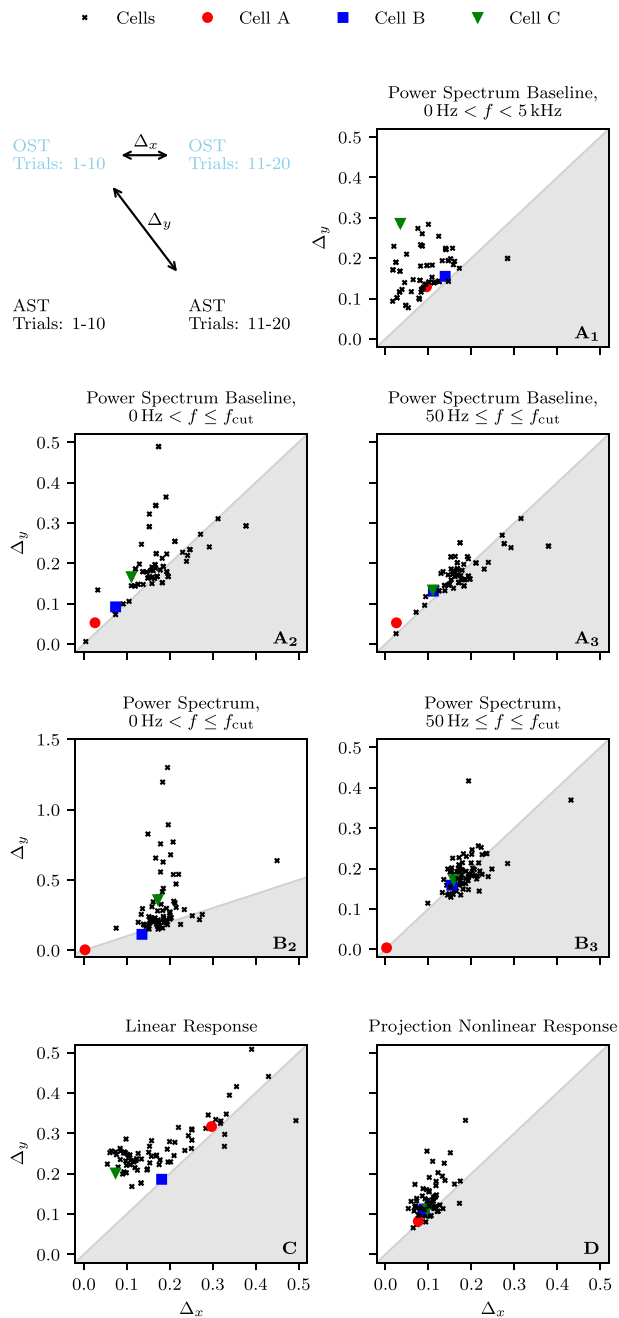 Cells Cell A Cell B Cell C
Power Spectrum Baseline,
0 Hz < f < 5 kHz
OST
Trials: 1-10
Δx
OST
Trials: 11-20
Δy
AST
Trials: 1-10
AST
Trials: 11-20
0.5
0.4
0.3
0.2
0.1
0.0
Δy
A1
Power Spectrum Baseline,
0 Hz < f ≤ fcut
0.5
0.4
0.3
0.2
0.1
0.0
Δy
A2
Power Spectrum Baseline,
50 Hz ≤ f ≤ fcut
A3
Power Spectrum,
0 Hz < f ≤ fcut
1.5
1.0
0.5
0.0
Δy
B2
Power Spectrum,
50 Hz ≤ f ≤ fcut
0.5
0.4
0.3
0.2
0.1
0.0
B3
Linear Response
0.5
0.4
0.3
0.2
0.1
0.0
Δy
C
0.0 0.1 0.2 0.3 0.4 0.5
Δx
Projection Nonlinear Response
D
0.0 0.1 0.2 0.3 0.4 0.5
Δx